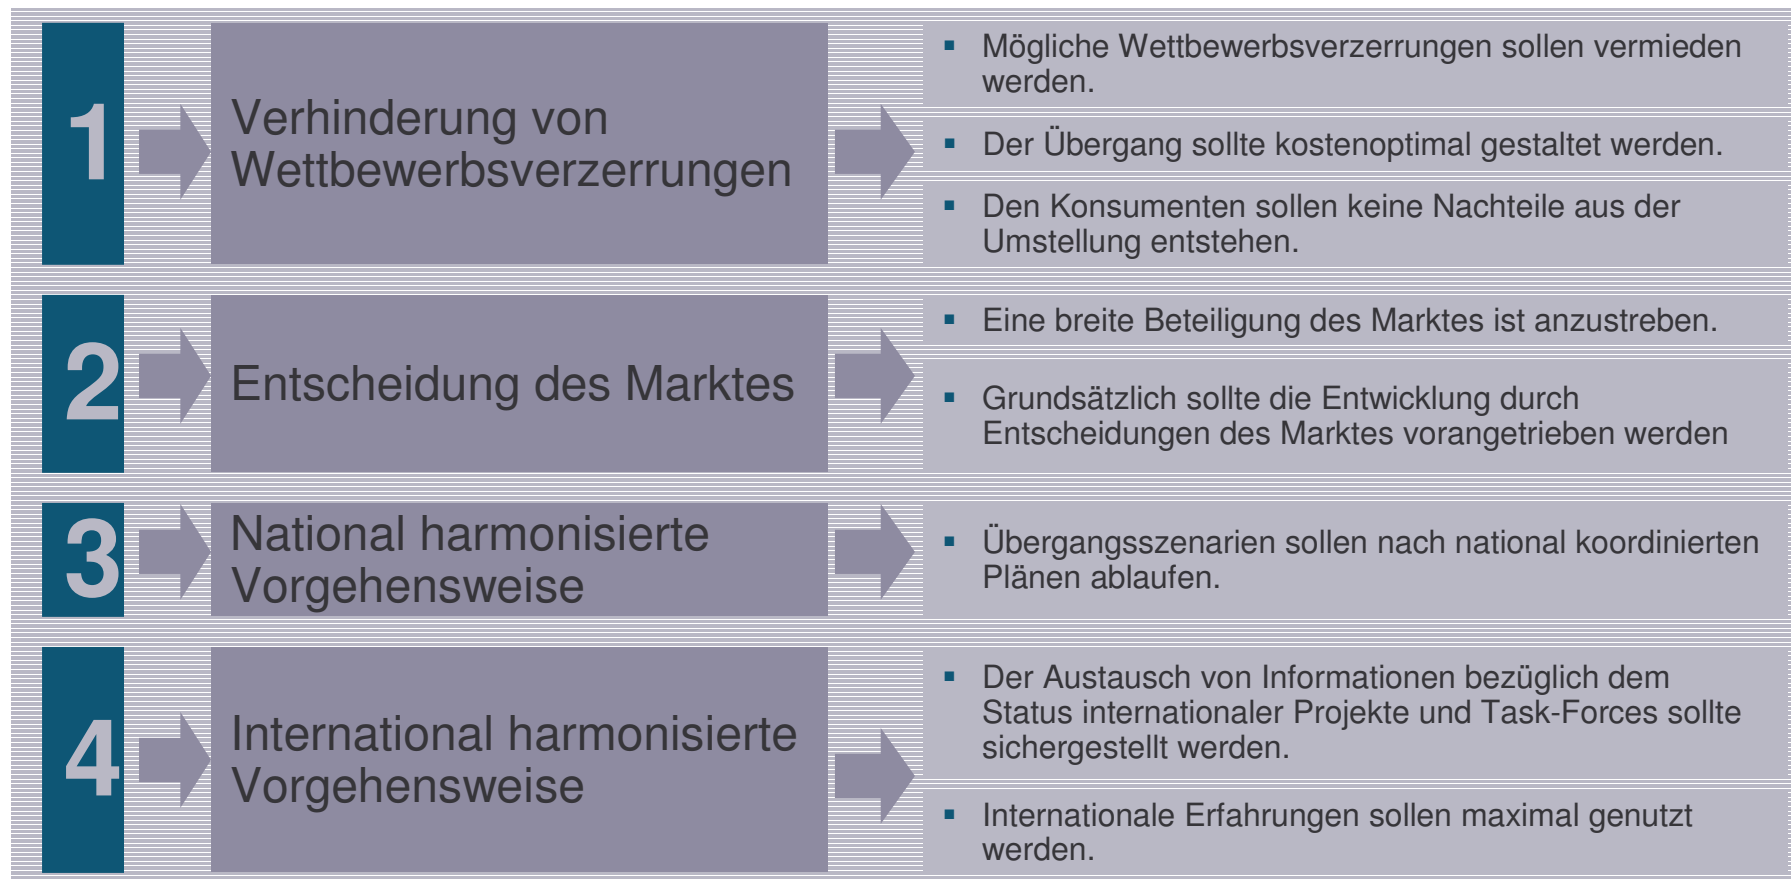 1
Verhinderung von
Wettbewerbsverzerrungen
▪ Mögliche Wettbewerbsverzerrungen sollen vermieden
werden.
▪ Der Übergang sollte kostenoptimal gestaltet werden.
▪ Den Konsumenten sollen keine Nachteile aus der
Umstellung entstehen.
2
Entscheidung des Marktes
▪ Eine breite Beteiligung des Marktes ist anzustreben.
▪ Grundsätzlich sollte die Entwicklung durch
Entscheidungen des Marktes vorangetrieben werden
3
National harmonisierte
Vorgehensweise
▪ Übergangsszenarien sollen nach national koordinierten
Plänen ablaufen.
4
International harmonisierte
Vorgehensweise
▪ Der Austausch von Informationen bezüglich dem
Status internationaler Projekte und Task-Forces sollte
sichergestellt werden.
▪ Internationale Erfahrungen sollen maximal genutzt
werden.